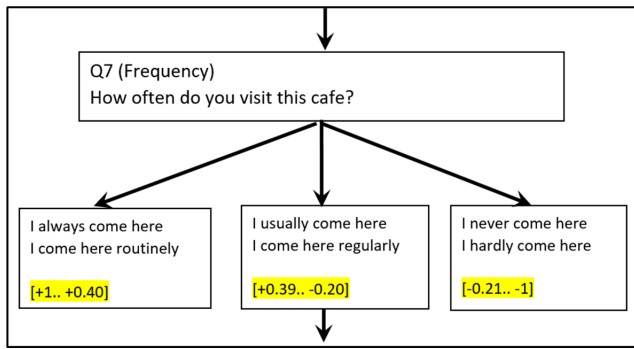 Q7 (Frequency)
How often do you visit this cafe?
I always come here
I come here routinely
[+1.. +0.40]
I usually come here
I come here regularly
[+0.39.. -0.20]
I never come here
I hardly come here
[-0.21.. -1]